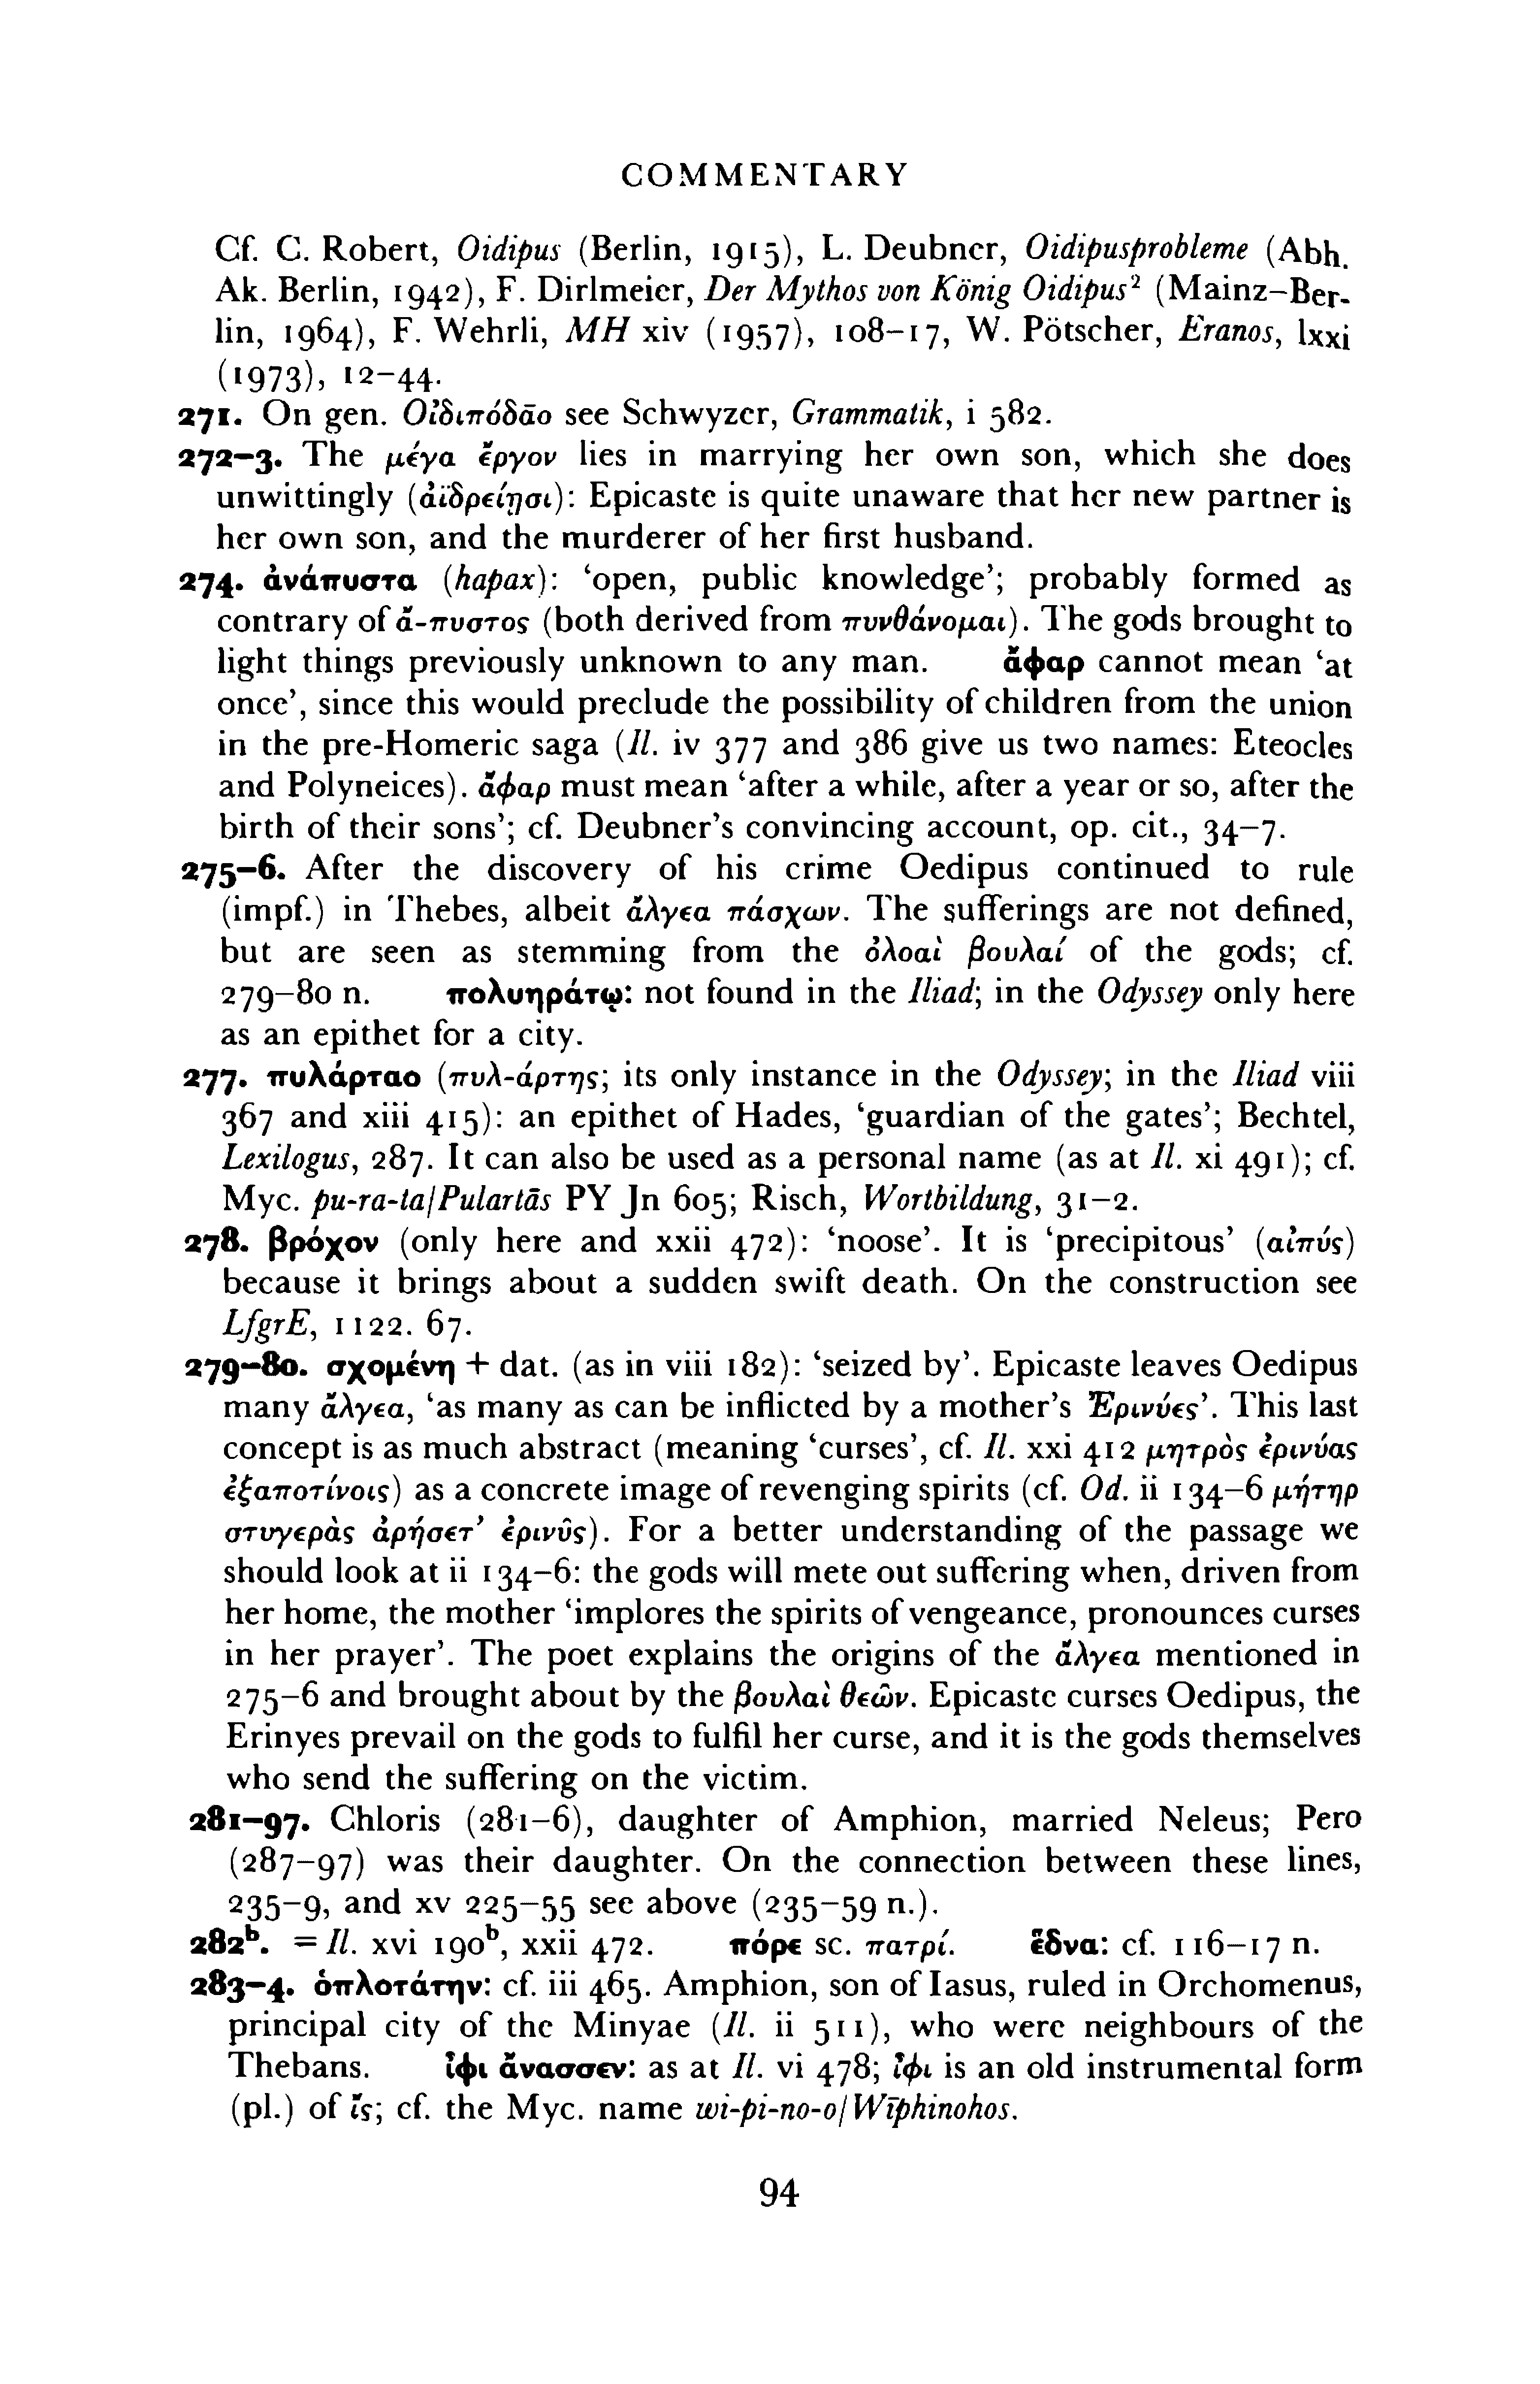 COMMENTARY
Cf. C. Robert, Oidipus (Berlin, 1915), L. Deubner, Oidipusprobleme (Abh.
Ak. Berlin, 1942), F. Dirlmeier, Der Mythos von König Oidipus² (Mainz–Ber-
lin, 1964), F. Wehrli, MH xiv (1957), 108–17, W. Pötscher, Eranos, lxxi
(1973), 12–44.
271. On gen. Οἰδιπόδᾱο see Schwyzer, Grammatik, i 582.
272–3. The μέγα ἔργον lies in marrying her own son, which she does
unwittingly (ἀϊδρείῃσι): Epicaste is quite unaware that her new partner is
her own son, and the murderer of her first husband.
274. ἀνάπυστα (hapax): ‘open, public knowledge’; probably formed as
contrary of ἄ-πυστος (both derived from πυνθάνομαι). The gods brought to
light things previously unknown to any man. ἄφαρ cannot mean ‘at
once’, since this would preclude the possibility of children from the union
in the pre-Homeric saga (Il. iv 377 and 386 give us two names: Eteocles
and Polyneices). ἄφαρ must mean ‘after a while, after a year or so, after the
birth of their sons’; cf. Deubner’s convincing account, op. cit., 34–7.
275–6. After the discovery of his crime Oedipus continued to rule
(impf.) in Thebes, albeit ἄλγεα πάσχων. The sufferings are not defined,
but are seen as stemming from the ὀλοαὶ βουλαί of the gods; cf.
279–80 n. πολυηράτῳ: not found in the Iliad; in the Odyssey only here
as an epithet for a city.
277. πυλάρταο (πυλ-άρτης; its only instance in the Odyssey; in the Iliad viii
367 and xiii 415): an epithet of Hades, ‘guardian of the gates’; Bechtel,
Lexilogus, 287. It can also be used as a personal name (as at Il. xi 491); cf.
Myc. pu-ra-ta/Pulartās PY Jn 605; Risch, Wortbildung, 31–2.
278. βρόχον (only here and xxii 472): ‘noose’. It is ‘precipitous’ (αἰπύς)
because it brings about a sudden swift death. On the construction see
LfgrE, 1122. 67.
279–80. σχομένη + dat. (as in viii 182): ‘seized by’. Epicaste leaves Oedipus
many ἄλγεα, ‘as many as can be inflicted by a mother’s Ἐρινύες’. This last
concept is as much abstract (meaning ‘curses’, cf. Il. xxi 412 μητρὸς ἐρινύας
ἐξαποτίνοις) as a concrete image of revenging spirits (cf. Od. ii 134–6 μήτηρ
στυγερὰς ἀρήσετ’ ἐρινῦς). For a better understanding of the passage we
should look at ii 134–6: the gods will mete out suffering when, driven from
her home, the mother ‘implores the spirits of vengeance, pronounces curses
in her prayer’. The poet explains the origins of the ἄλγεα mentioned in
275–6 and brought about by the βουλαὶ θεῶν. Epicaste curses Oedipus, the
Erinyes prevail on the gods to fulfil her curse, and it is the gods themselves
who send the suffering on the victim.
281–97. Chloris (281–6), daughter of Amphion, married Neleus; Pero
(287–97) was their daughter. On the connection between these lines,
235–9, and xv 225–55 see above (235–59 n.).
282ᵇ. = Il. xvi 190ᵇ, xxii 472. πόρε sc. πατρί. ἕδνα: cf. 116–17 n.
283–4. ὁπλοτάτην: cf. iii 465. Amphion, son of Iasus, ruled in Orchomenus,
principal city of the Minyae (Il. ii 511), who were neighbours of the
Thebans. ἶφι ἄνασσεν: as at Il. vi 478; ἶφι is an old instrumental form
(pl.) of ἴς; cf. the Myc. name wi-pi-no-o/Wīphinohos.
94